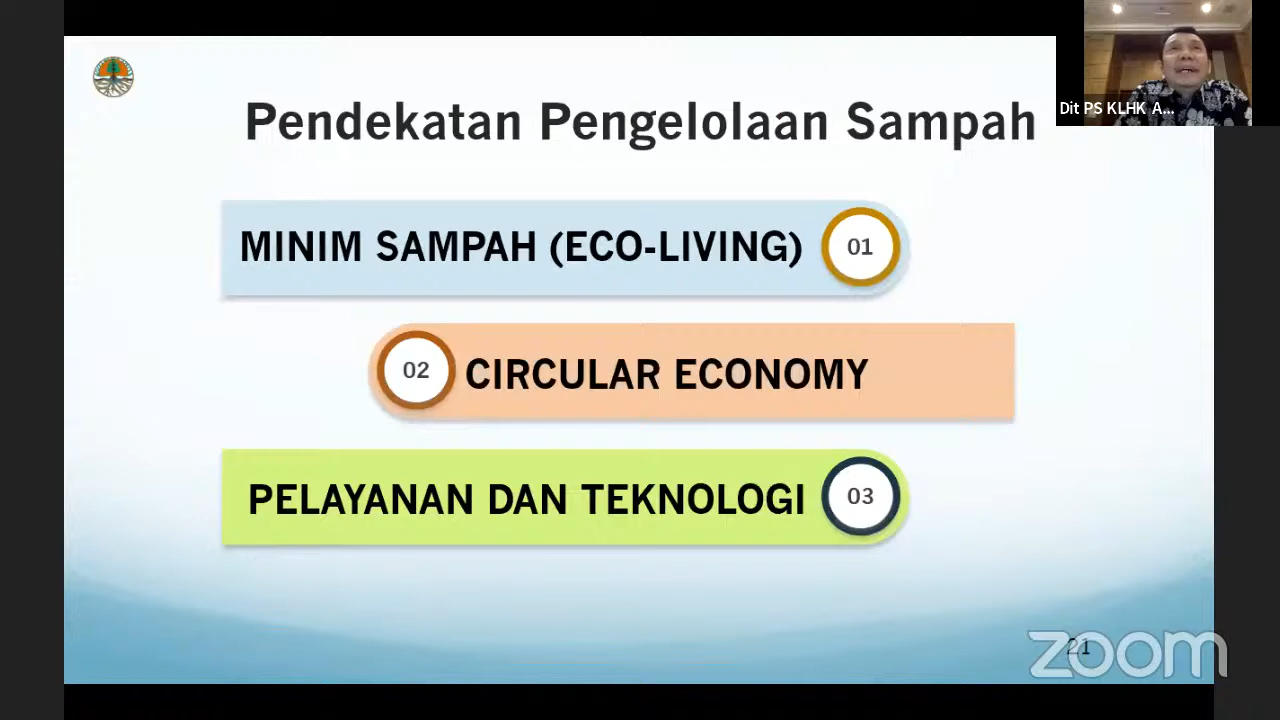 Pendekatan Pengelolaan Sampah
Dit PS KLHK A...
MINIM SAMPAH (ECO-LIVING)
01
02
CIRCULAR ECONOMY
PELAYANAN DAN TEKNOLOGI
03
21
zoom